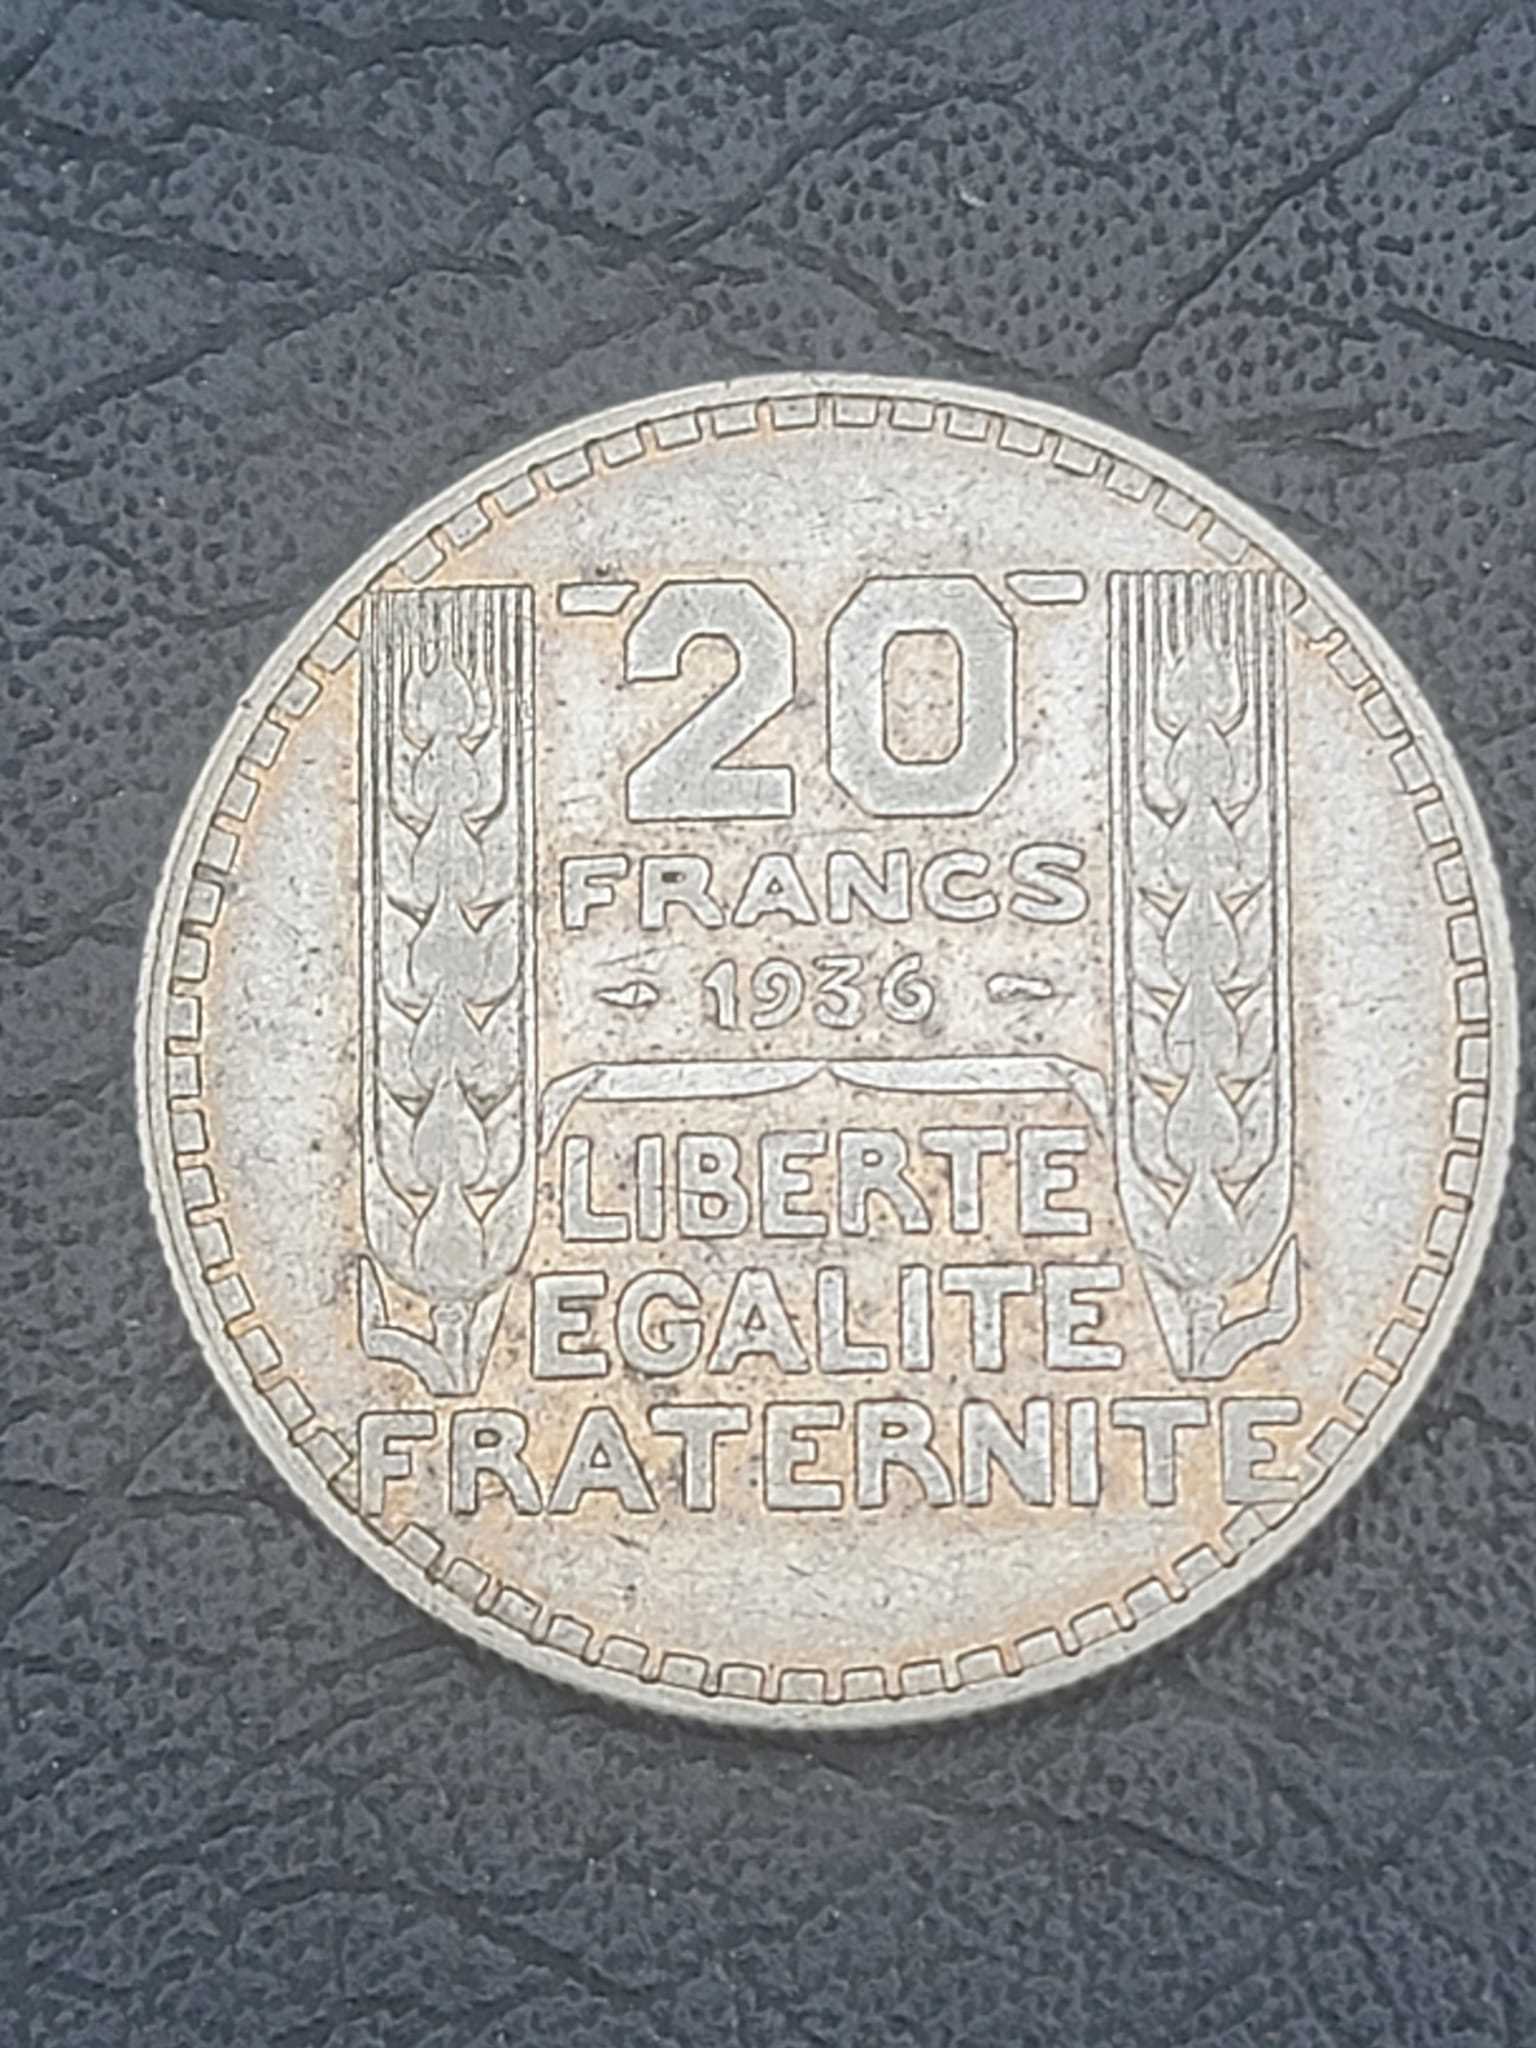 20
FRANCS
1936
LIBERTE
EGALITE
FRATERNITE